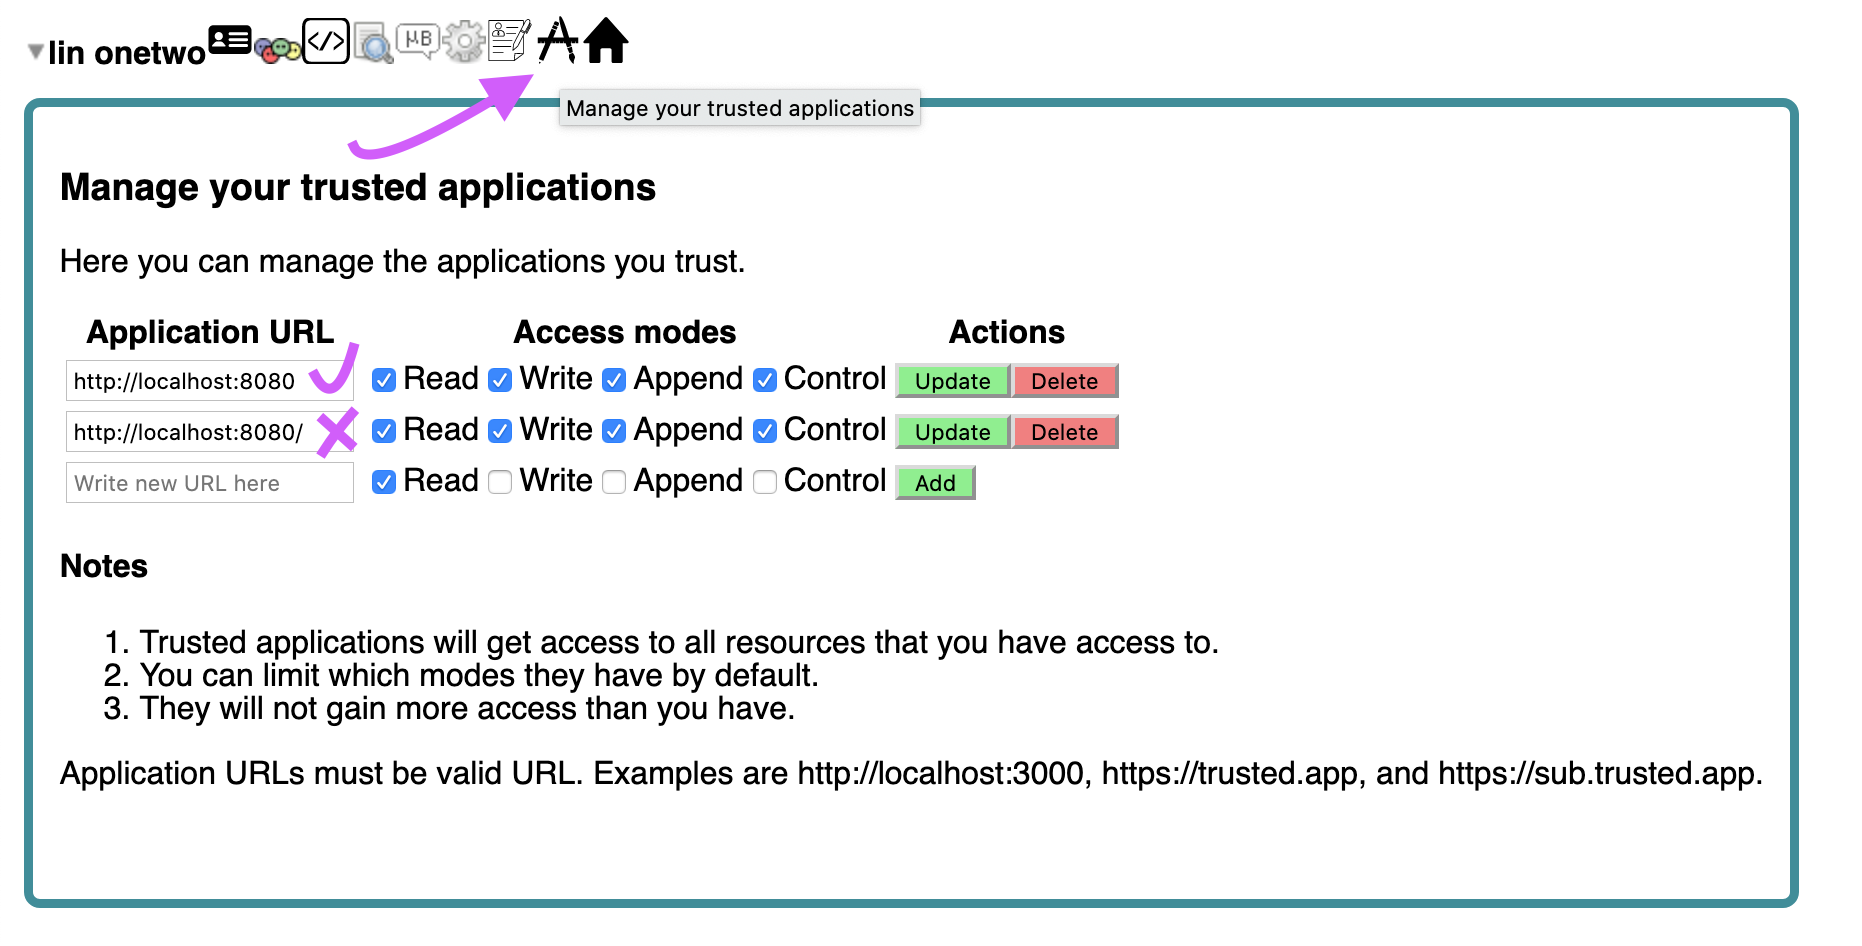 lin onetwo
</>
μB
Manage your trusted applications
Manage your trusted applications
Here you can manage the applications you trust.
Application URL Access modes Actions
http://localhost:8080 Read Write Append Control Update Delete
http://localhost:8080/ Read Write Append Control Update Delete
Write new URL here Read Write Append Control Add
Notes
1. Trusted applications will get access to all resources that you have access to.
2. You can limit which modes they have by default.
3. They will not gain more access than you have.
Application URLs must be valid URL. Examples are http://localhost:3000, https://trusted.app, and https://sub.trusted.app.